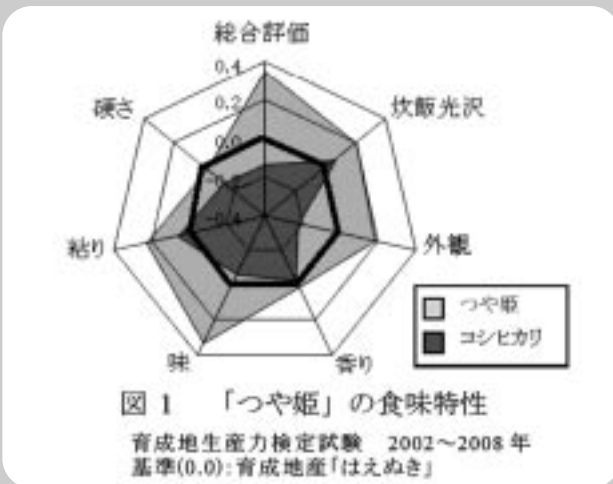 総合評価
0.4
0.2
0.0
-0.2
-0.4
炊飯光沢
外観
香り
味
粘り
硬さ
つや姫
コシヒカリ
図 1 「つや姫」の食味特性
育成地生産力検定試験 2002～2008 年
基準(0.0):育成地産「はえぬき」